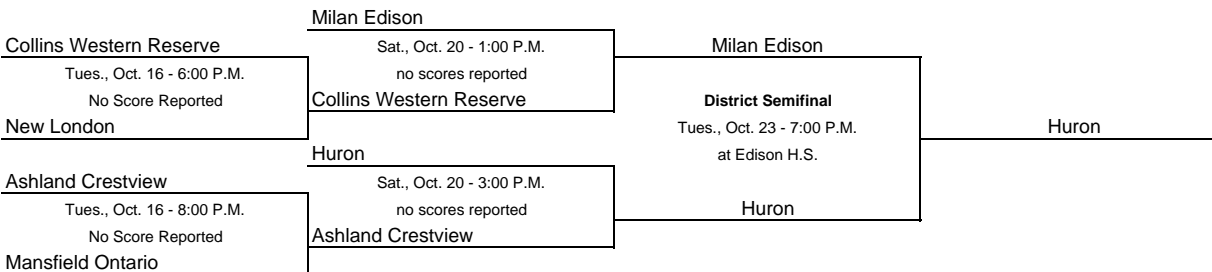 Milan Edison
Collins Western Reserve
Sat., Oct. 20 - 1:00 P.M.
Milan Edison
Tues., Oct. 16 - 6:00 P.M.
no scores reported
No Score Reported
Collins Western Reserve
District Semifinal
New London
Tues., Oct. 23 - 7:00 P.M.
Huron
Huron
at Edison H.S.
Ashland Crestview
Sat., Oct. 20 - 3:00 P.M.
Tues., Oct. 16 - 8:00 P.M.
no scores reported
Huron
No Score Reported
Ashland Crestview
Mansfield Ontario